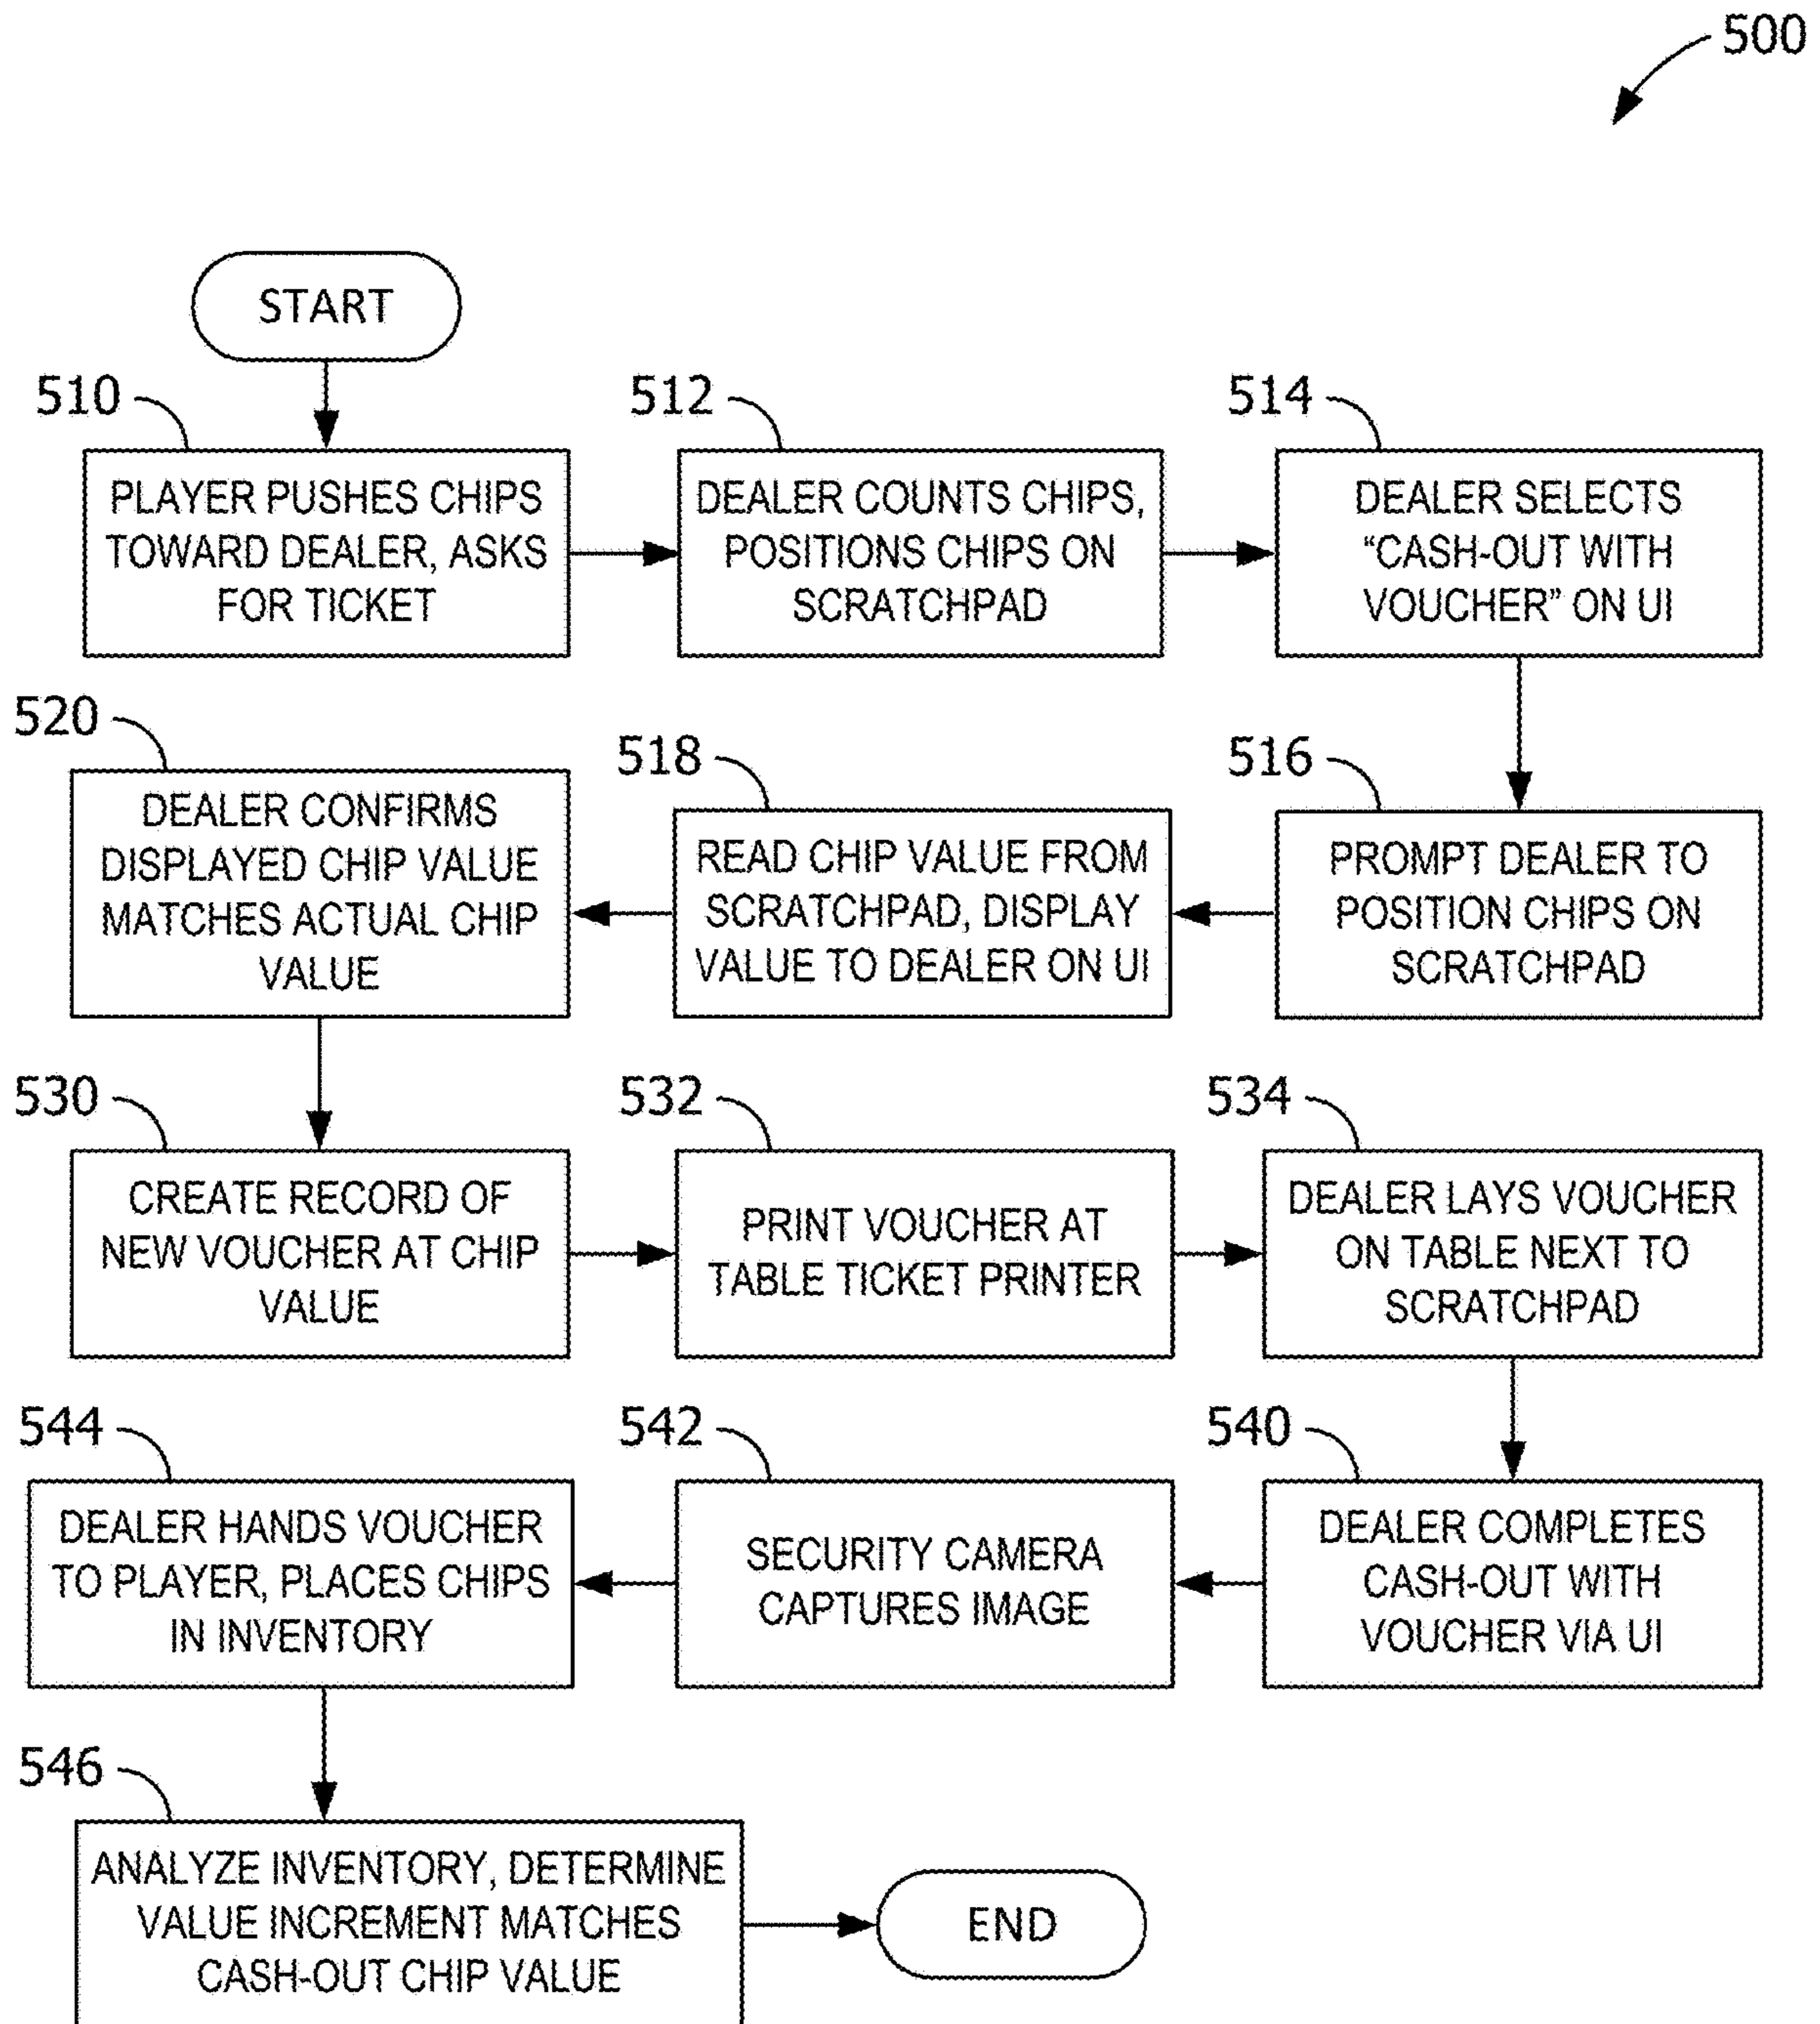 500
START
510
PLAYER PUSHES CHIPS
TOWARD DEALER, ASKS
FOR TICKET
512
DEALER COUNTS CHIPS,
POSITIONS CHIPS ON
SCRATCHPAD
514
DEALER SELECTS
“CASH-OUT WITH
VOUCHER” ON UI
516
PROMPT DEALER TO
POSITION CHIPS ON
SCRATCHPAD
518
READ CHIP VALUE FROM
SCRATCHPAD, DISPLAY
VALUE TO DEALER ON UI
520
DEALER CONFIRMS
DISPLAYED CHIP VALUE
MATCHES ACTUAL CHIP
VALUE
530
CREATE RECORD OF
NEW VOUCHER AT CHIP
VALUE
532
PRINT VOUCHER AT
TABLE TICKET PRINTER
534
DEALER LAYS VOUCHER
ON TABLE NEXT TO
SCRATCHPAD
540
DEALER COMPLETES
CASH-OUT WITH
VOUCHER VIA UI
542
SECURITY CAMERA
CAPTURES IMAGE
544
DEALER HANDS VOUCHER
TO PLAYER, PLACES CHIPS
IN INVENTORY
546
ANALYZE INVENTORY, DETERMINE
VALUE INCREMENT MATCHES
CASH-OUT CHIP VALUE
END